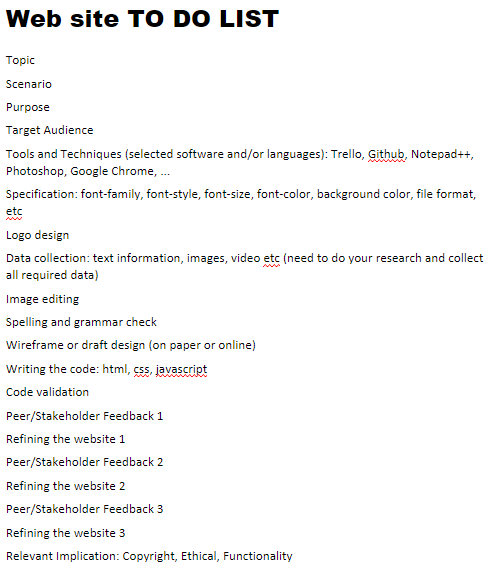 Web site TO DO LIST
Topic
Scenario
Purpose
Target Audience
Tools and Techniques (selected software and/or languages): Trello, Github, Notepad++,
Photoshop, Google Chrome, ...
Specification: font-family, font-style, font-size, font-color, background color, file format,
etc
Logo design
Data collection: text information, images, video etc (need to do your research and collect
all required data)
Image editing
Spelling and grammar check
Wireframe or draft design (on paper or online)
Writing the code: html, css, javascript
Code validation
Peer/Stakeholder Feedback 1
Refining the website 1
Peer/Stakeholder Feedback 2
Refining the website 2
Peer/Stakeholder Feedback 3
Refining the website 3
Relevant Implication: Copyright, Ethical, Functionality